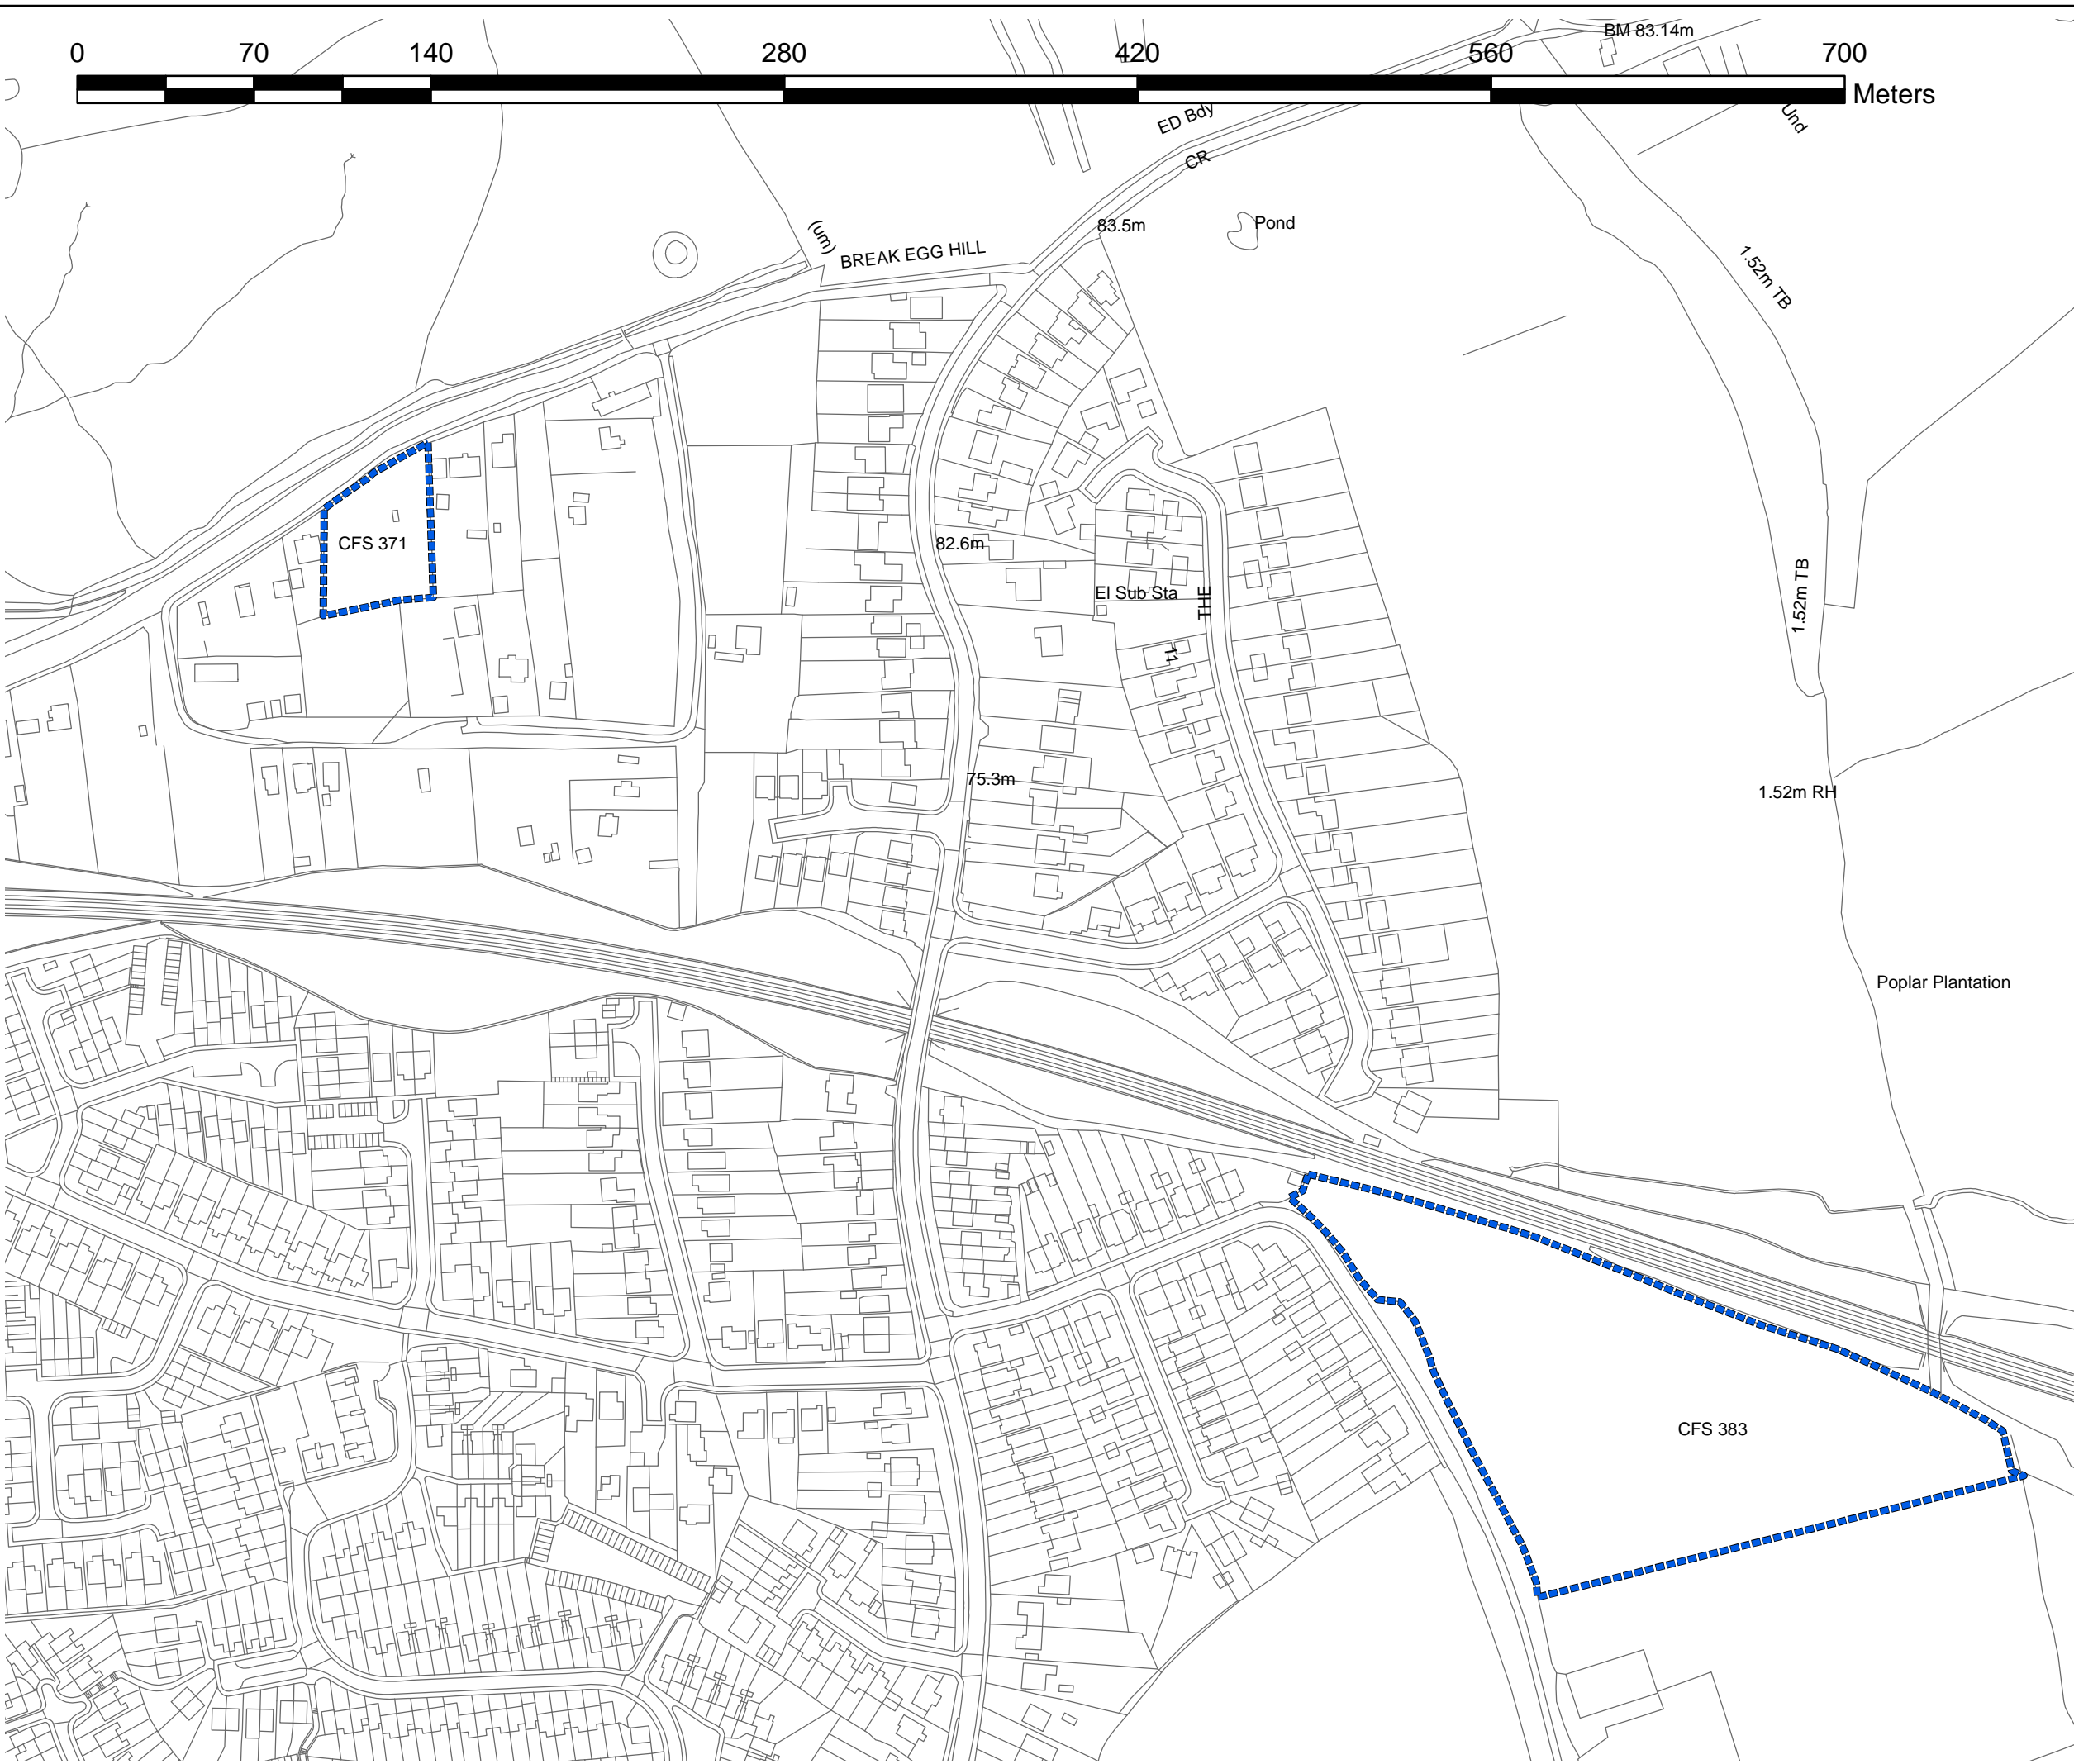 BM 83.14m
0 70 140 280 420 560 700
Meters
ED Bdy
Und
CR
83.5m
Pond
(um)
BREAK EGG HILL
1.52m TB
CFS 371
82.6m
El Sub Sta
THE
1.52m TB
11
75.3m
1.52m RH
Poplar Plantation
CFS 383